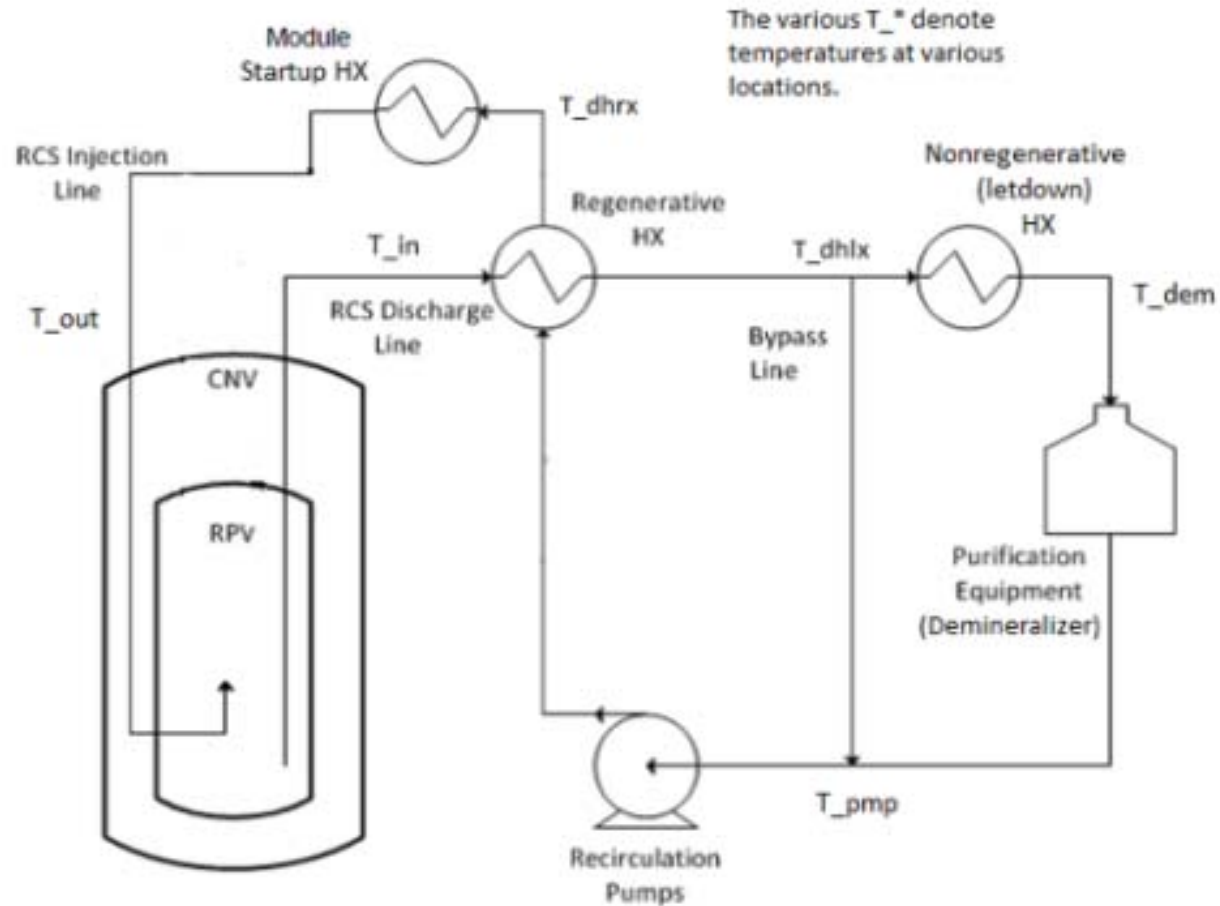 The various T_* denote
temperatures at various
locations.
Module
Startup HX
T_dhrx
RCS Injection
Line
Nonregenerative
(letdown)
HX
Regenerative
HX
T_in
T_dhlx
T_dem
T_out
RCS Discharge
Line
Bypass
Line
CNV
RPV
Purification
Equipment
(Demineralizer)
T_pmp
Recirculation
Pumps